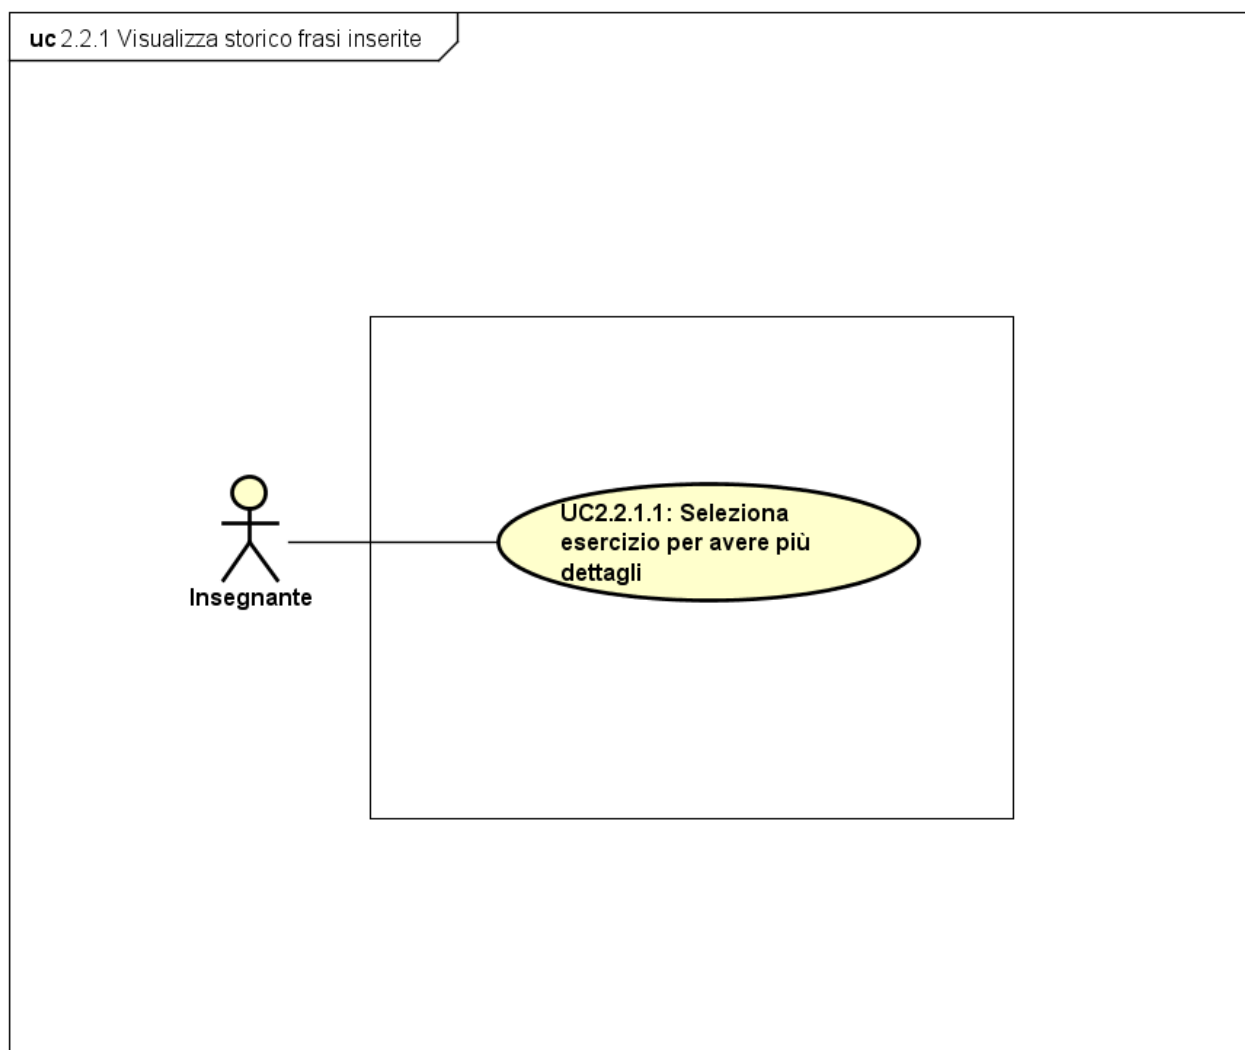 uc 2.2.1 Visualizza storico frasi inserite
UC2.2.1.1: Seleziona
esercizio per avere più
dettagli
Insegnante